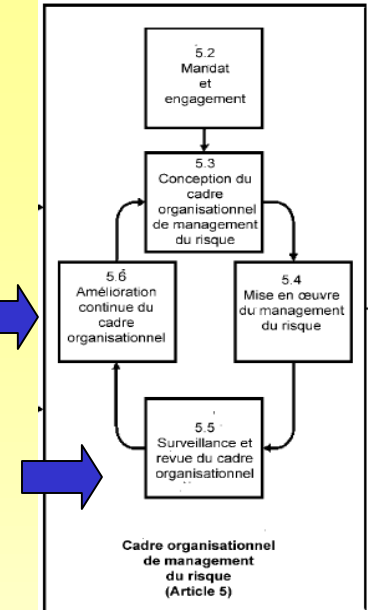 5.2
Mandat
et
engagement
5.3
Conception du
cadre
organisationnel
de management
du risque
5.6
Amélioration
continue du
cadre
organisationnel
5.4
Mise en œuvre
du management
du risque
5.5
Surveillance et
revue du cadre
organisationnel
Cadre organisationnel
de management
du risque
(Article 5)